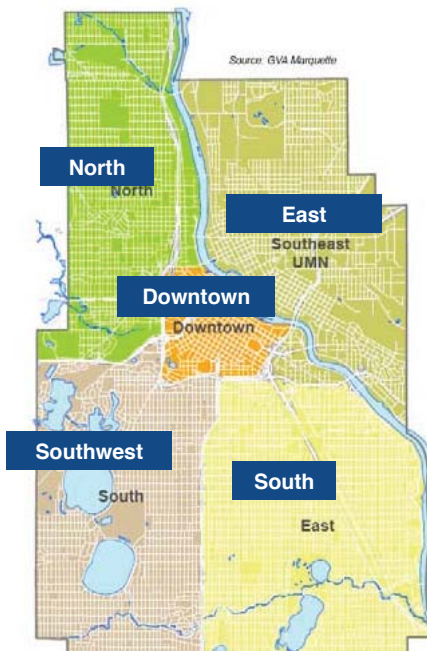 Source: GVA Marquette
North
North
East
Southeast
UMN
Downtown
Downtown
Southwest
South
South
East